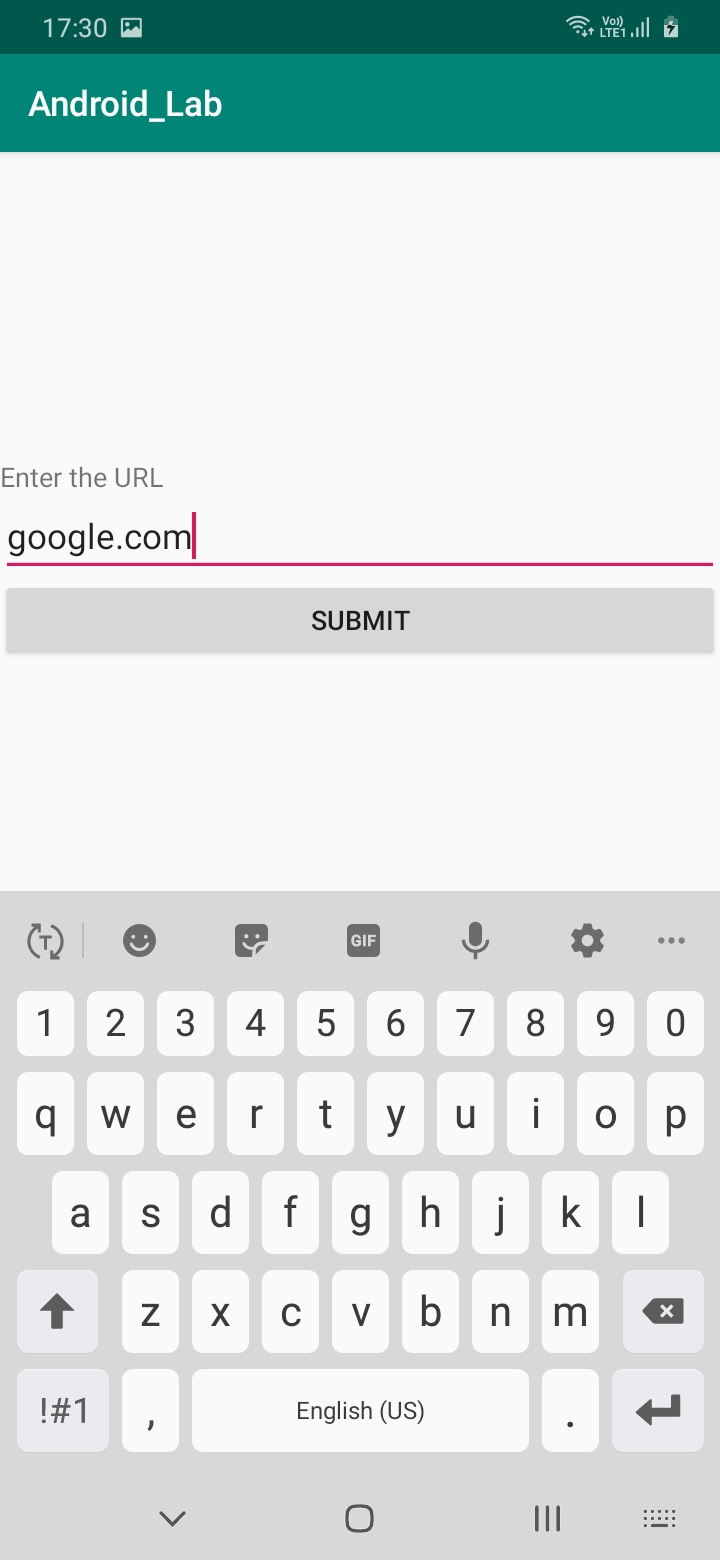 17:30 Vo)) LTE1
Android_Lab
Enter the URL
google.com
SUBMIT
T GIF
1 2 3 4 5 6 7 8 9 0
q w e r t y u i o p
a s d f g h j k l
z x c v b n m
!#1 , English (US) .